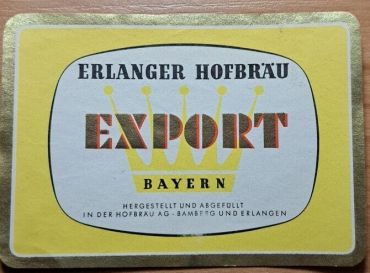 ERLANGER HOFBRÄU
EXPORT
BAYERN
HERGESTELLT UND ABGEFÜLLT
IN DER HOFBRÄU AG - BAMBERG UND ERLANGEN